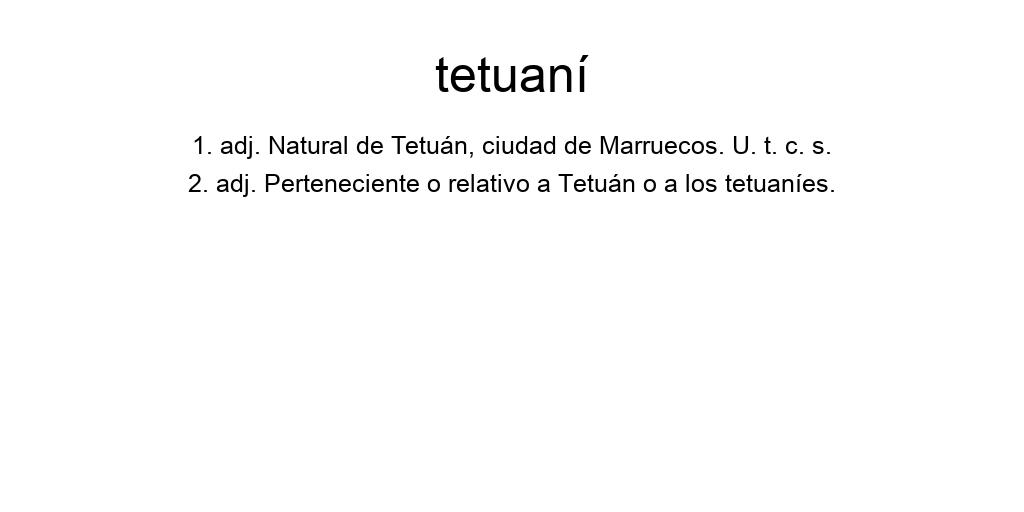 tetuaní
1. adj. Natural de Tetuán, ciudad de Marruecos. U. t. c. s.
2. adj. Perteneciente o relativo a Tetuán o a los tetuaníes.